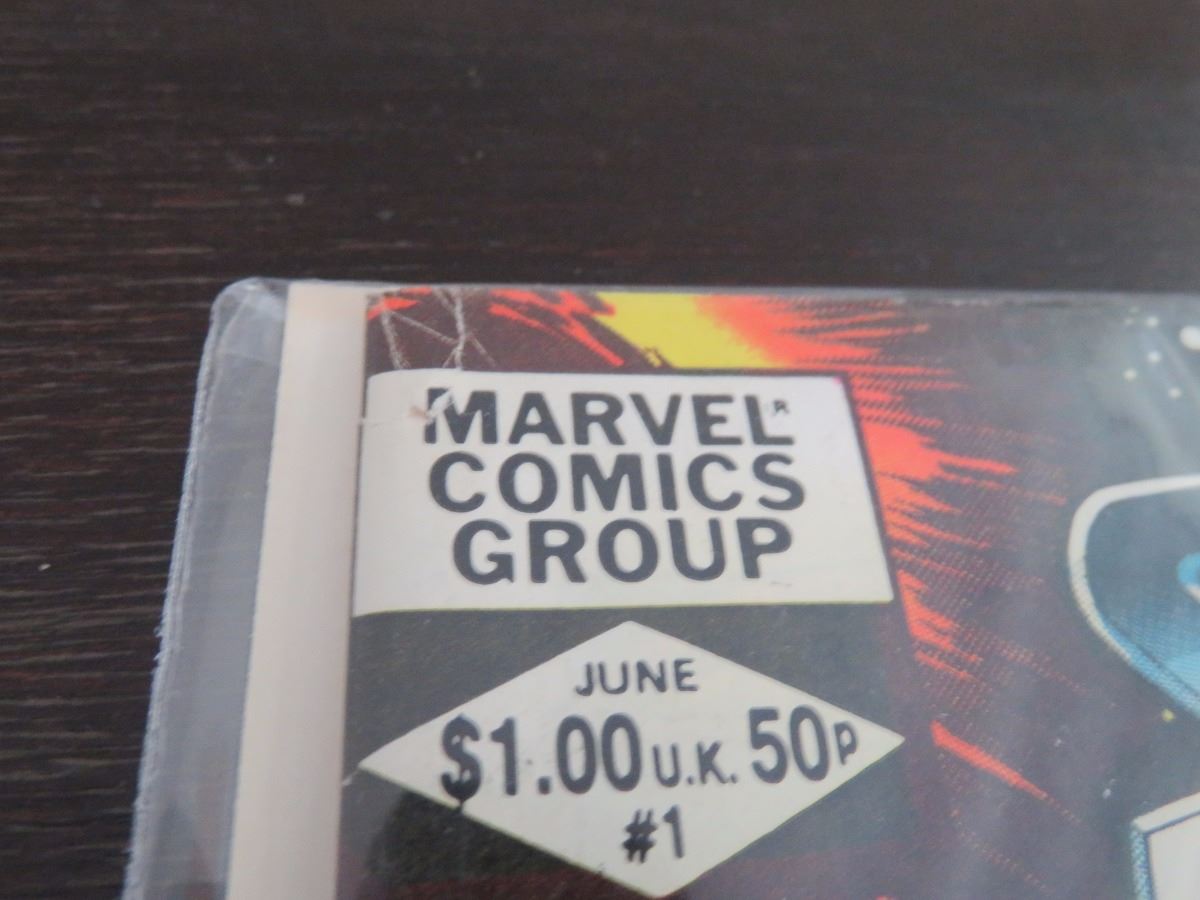 MARVEL®
COMICS
GROUP
JUNE
$1.00 U.K. 50p
#1